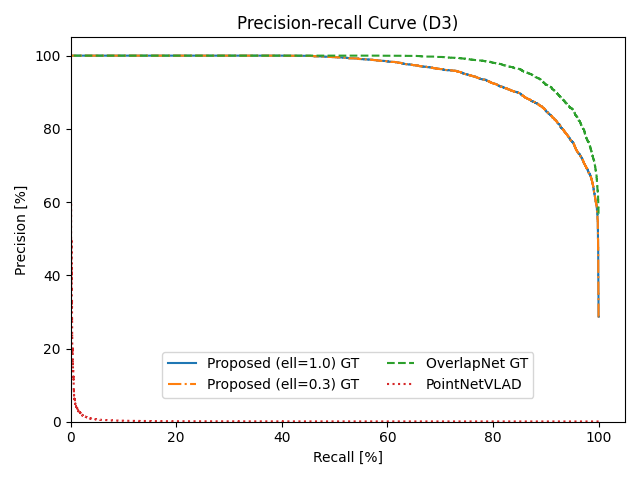 Precision-recall Curve (D3)
Precision [%]
100
80
60
40
20
0
0 20 40 60 80 100
Recall [%]
Proposed (ell=1.0) GT
Proposed (ell=0.3) GT
OverlapNet GT
PointNetVLAD